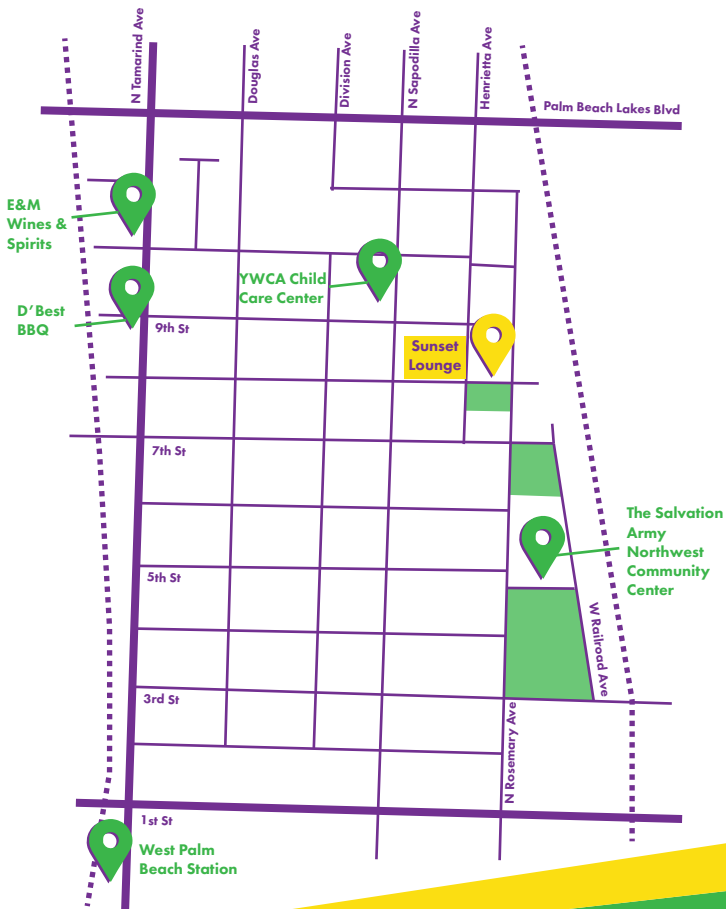 N Tamarind Ave
Douglas Ave
Division Ave
N Sapodilla Ave
Henrietta Ave
Palm Beach Lakes Blvd
E&M
Wines &
Spirits
YWCA Child
Care Center
D’Best
BBQ
9th St
Sunset
Lounge
7th St
The Salvation
Army
Northwest
Community
Center
5th St
W Railroad Ave
3rd St
N Rosemary Ave
1st St
West Palm
Beach Station